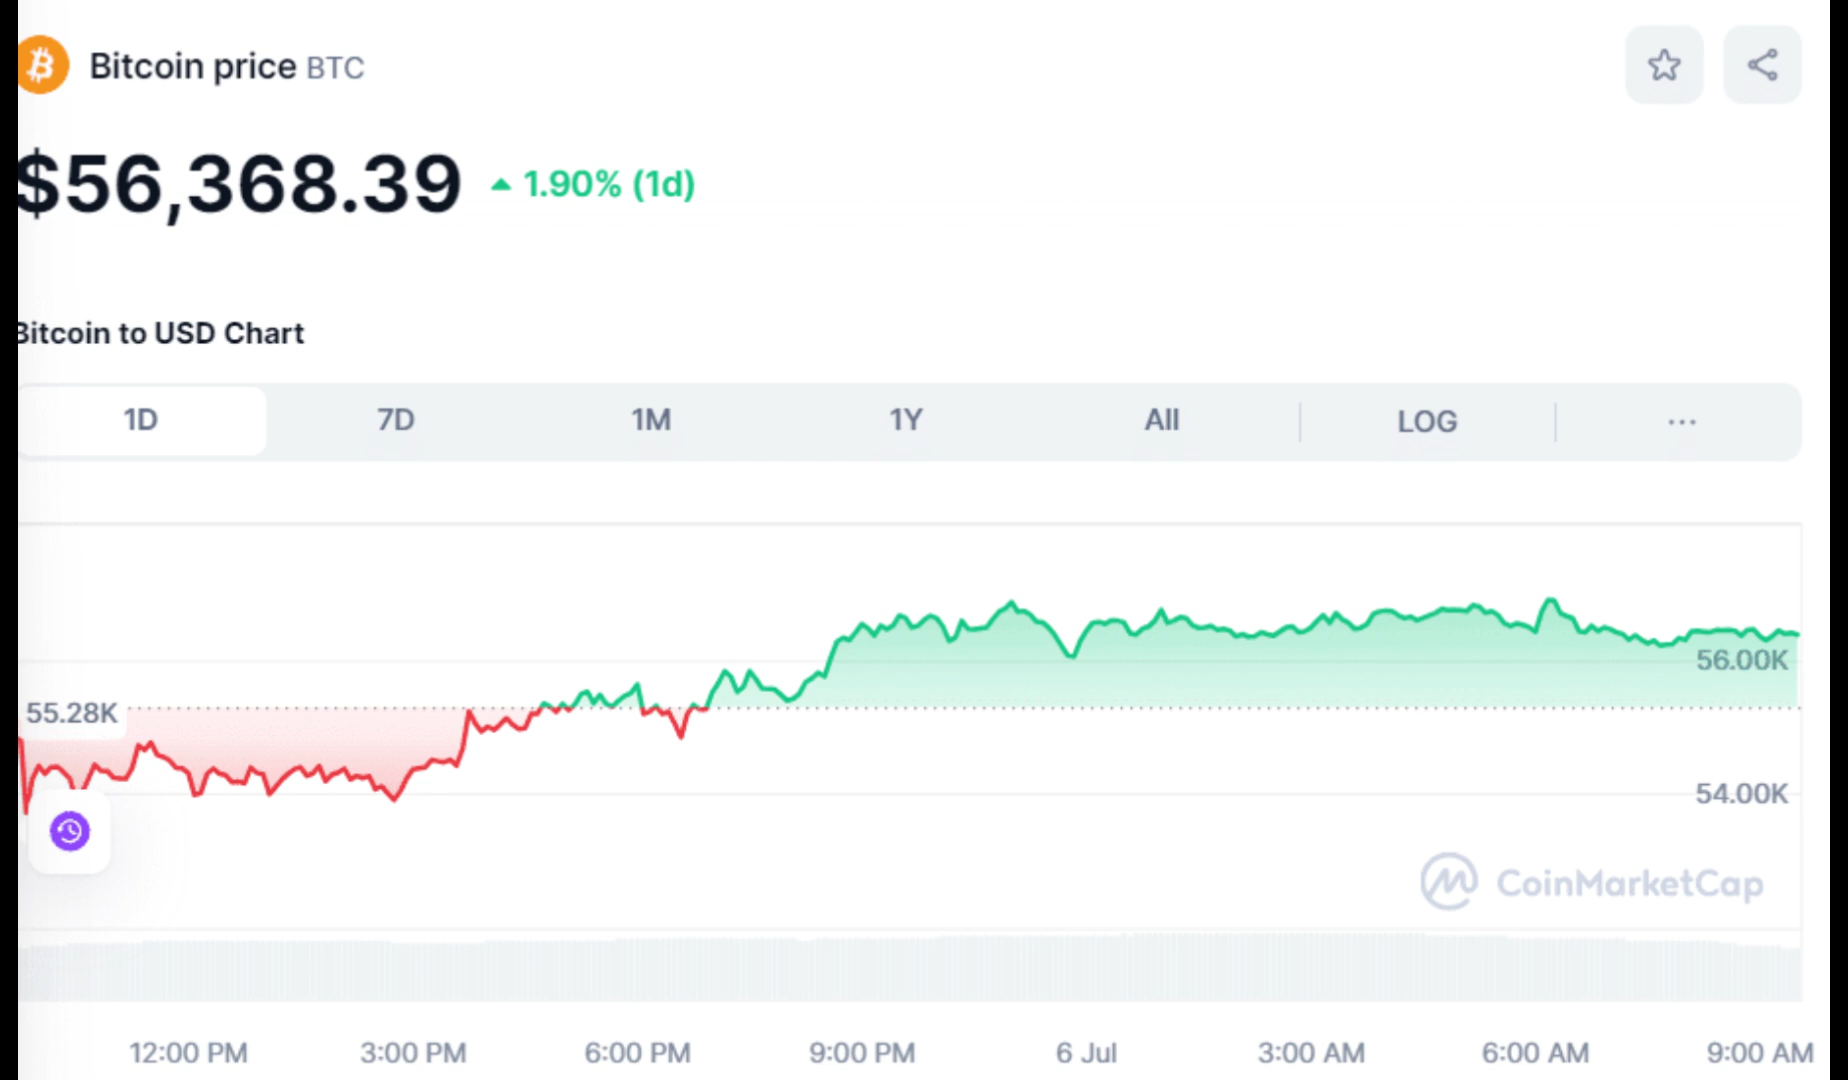 Bitcoin price BTC
$56,368.39 1.90% (1d)
Bitcoin to USD Chart
1D 7D 1M 1Y All LOG ...
56.00K
55.28K
54.00K
CoinMarketCap
12:00 PM 3:00 PM 6:00 PM 9:00 PM 6 Jul 3:00 AM 6:00 AM 9:00 AM